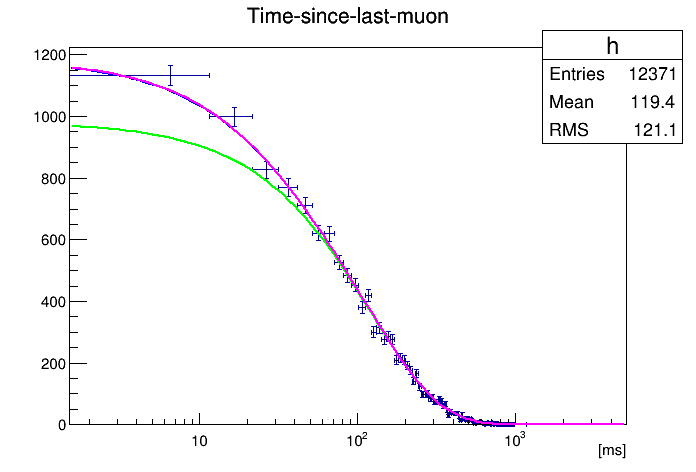 Time-since-last-muon
h
Entries 12371
Mean 119.4
RMS 121.1
1200
1000
800
600
400
200
0
10 10² 10³
[ms]